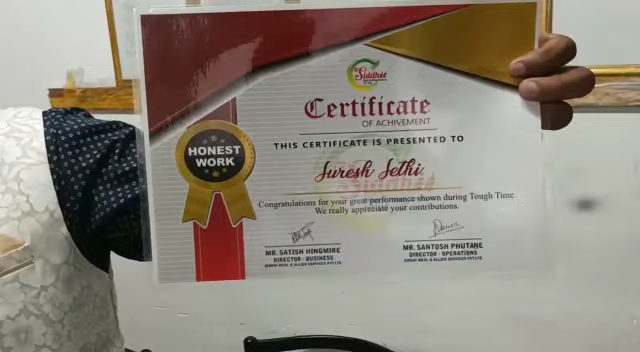 Siddhit
Certificate
OF ACHIVEMENT
THIS CERTIFICATE IS PRESENTED TO
HONEST
WORK
Suresh Sethi
Congratulations for your great performance shown during Tough Time.
We really appreciate your contributions.
MR. SATISH HINGMIRE
DIRECTOR - BUSINESS
MR. SANTOSH PHUTANE
DIRECTOR - OPERATIONS